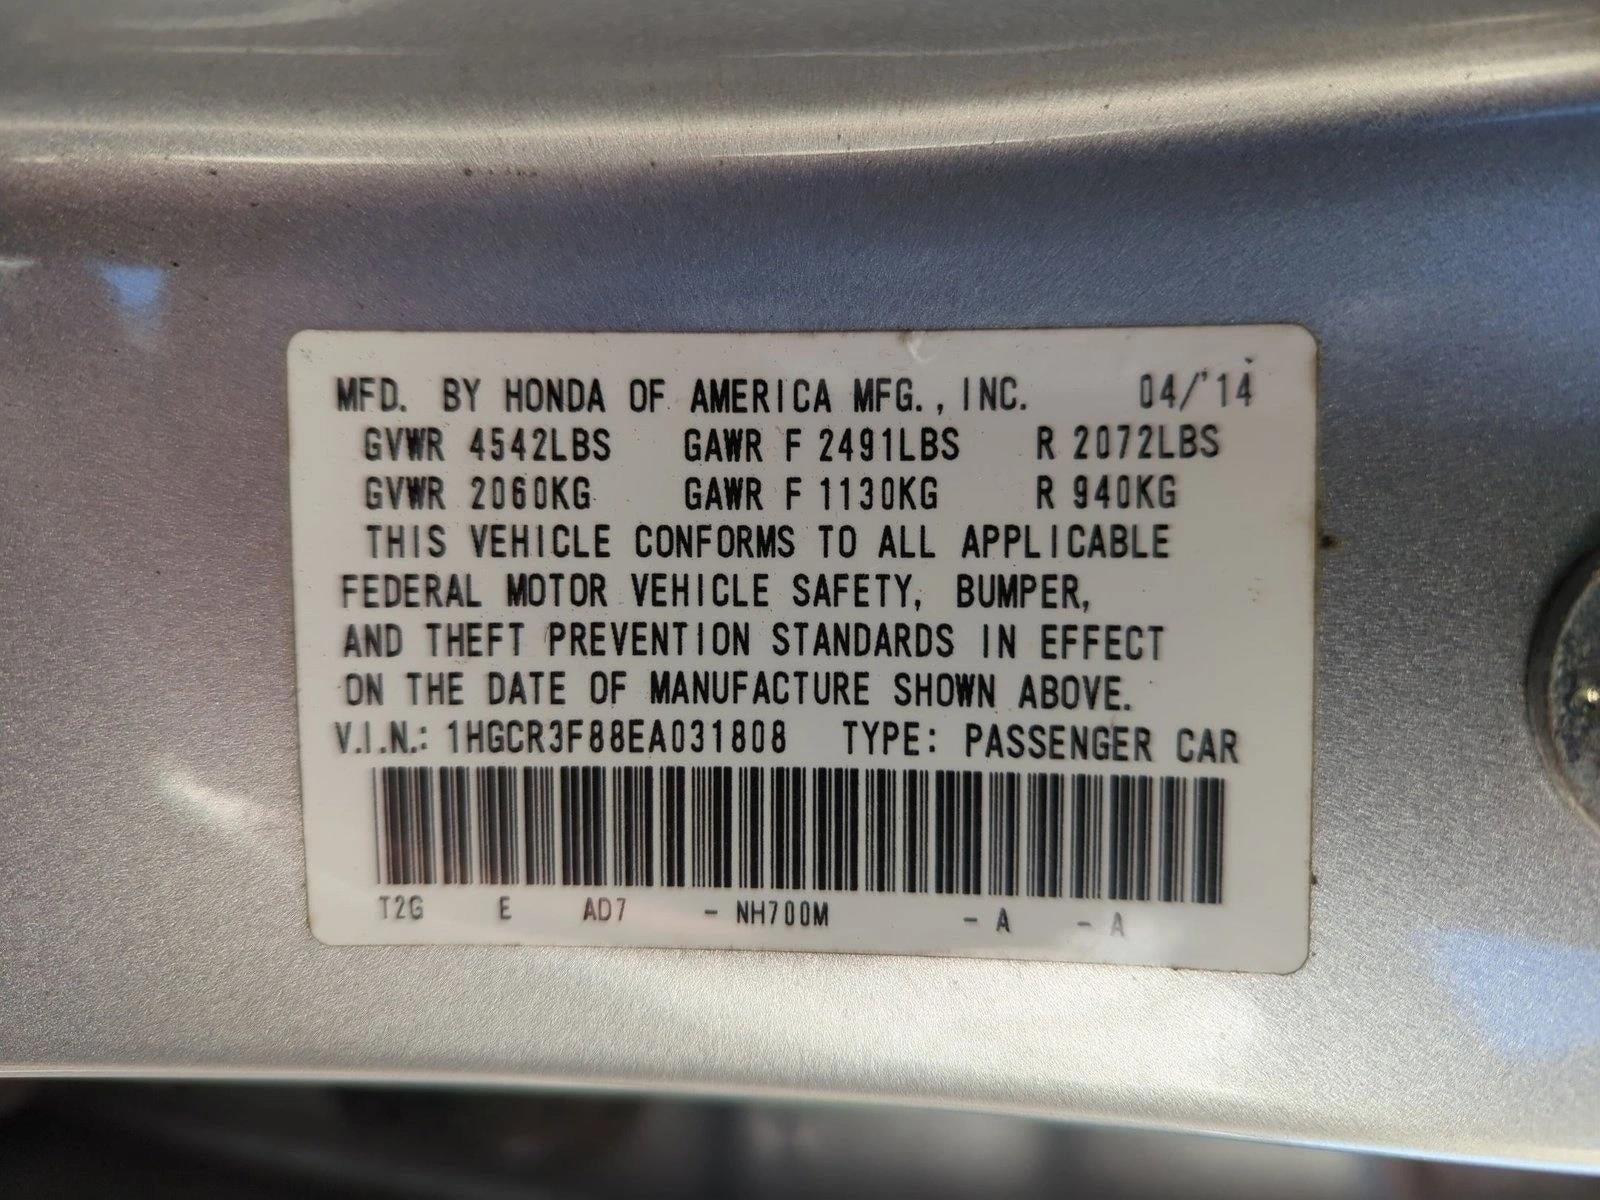 MFD. BY HONDA OF AMERICA MFG., INC. 04/'14
GVWR 4542LBS GAWR F 2491LBS R 2072LBS
GVWR 2060KG GAWR F 1130KG R 940KG
THIS VEHICLE CONFORMS TO ALL APPLICABLE
FEDERAL MOTOR VEHICLE SAFETY, BUMPER,
AND THEFT PREVENTION STANDARDS IN EFFECT
ON THE DATE OF MANUFACTURE SHOWN ABOVE.
V.I.N.: 1HGCR3F88EA031808 TYPE: PASSENGER CAR
T2G E AD7 - NH700M - A - A